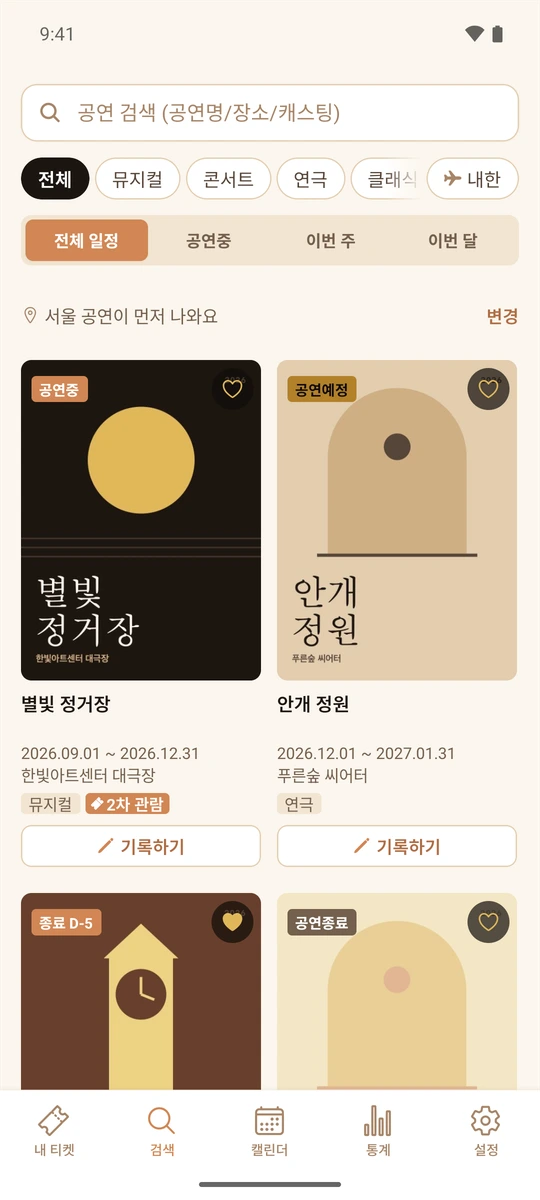 9:41
공연 검색 (공연명/장소/캐스팅)
전체 뮤지컬 콘서트 연극 클래식 내한
전체 일정 공연중 이번 주 이번 달
서울 공연이 먼저 나와요 변경
공연중
별빛
정거장
한빛아트센터 대극장
공연예정
안개
정원
푸른숲 씨어터
별빛 정거장
2026.09.01 ~ 2026.12.31
한빛아트센터 대극장
뮤지컬 2차 관람
기록하기
안개 정원
2026.12.01 ~ 2027.01.31
푸른숲 씨어터
연극
기록하기
종료 D-5
공연종료
내 티켓 검색 캘린더 통계 설정